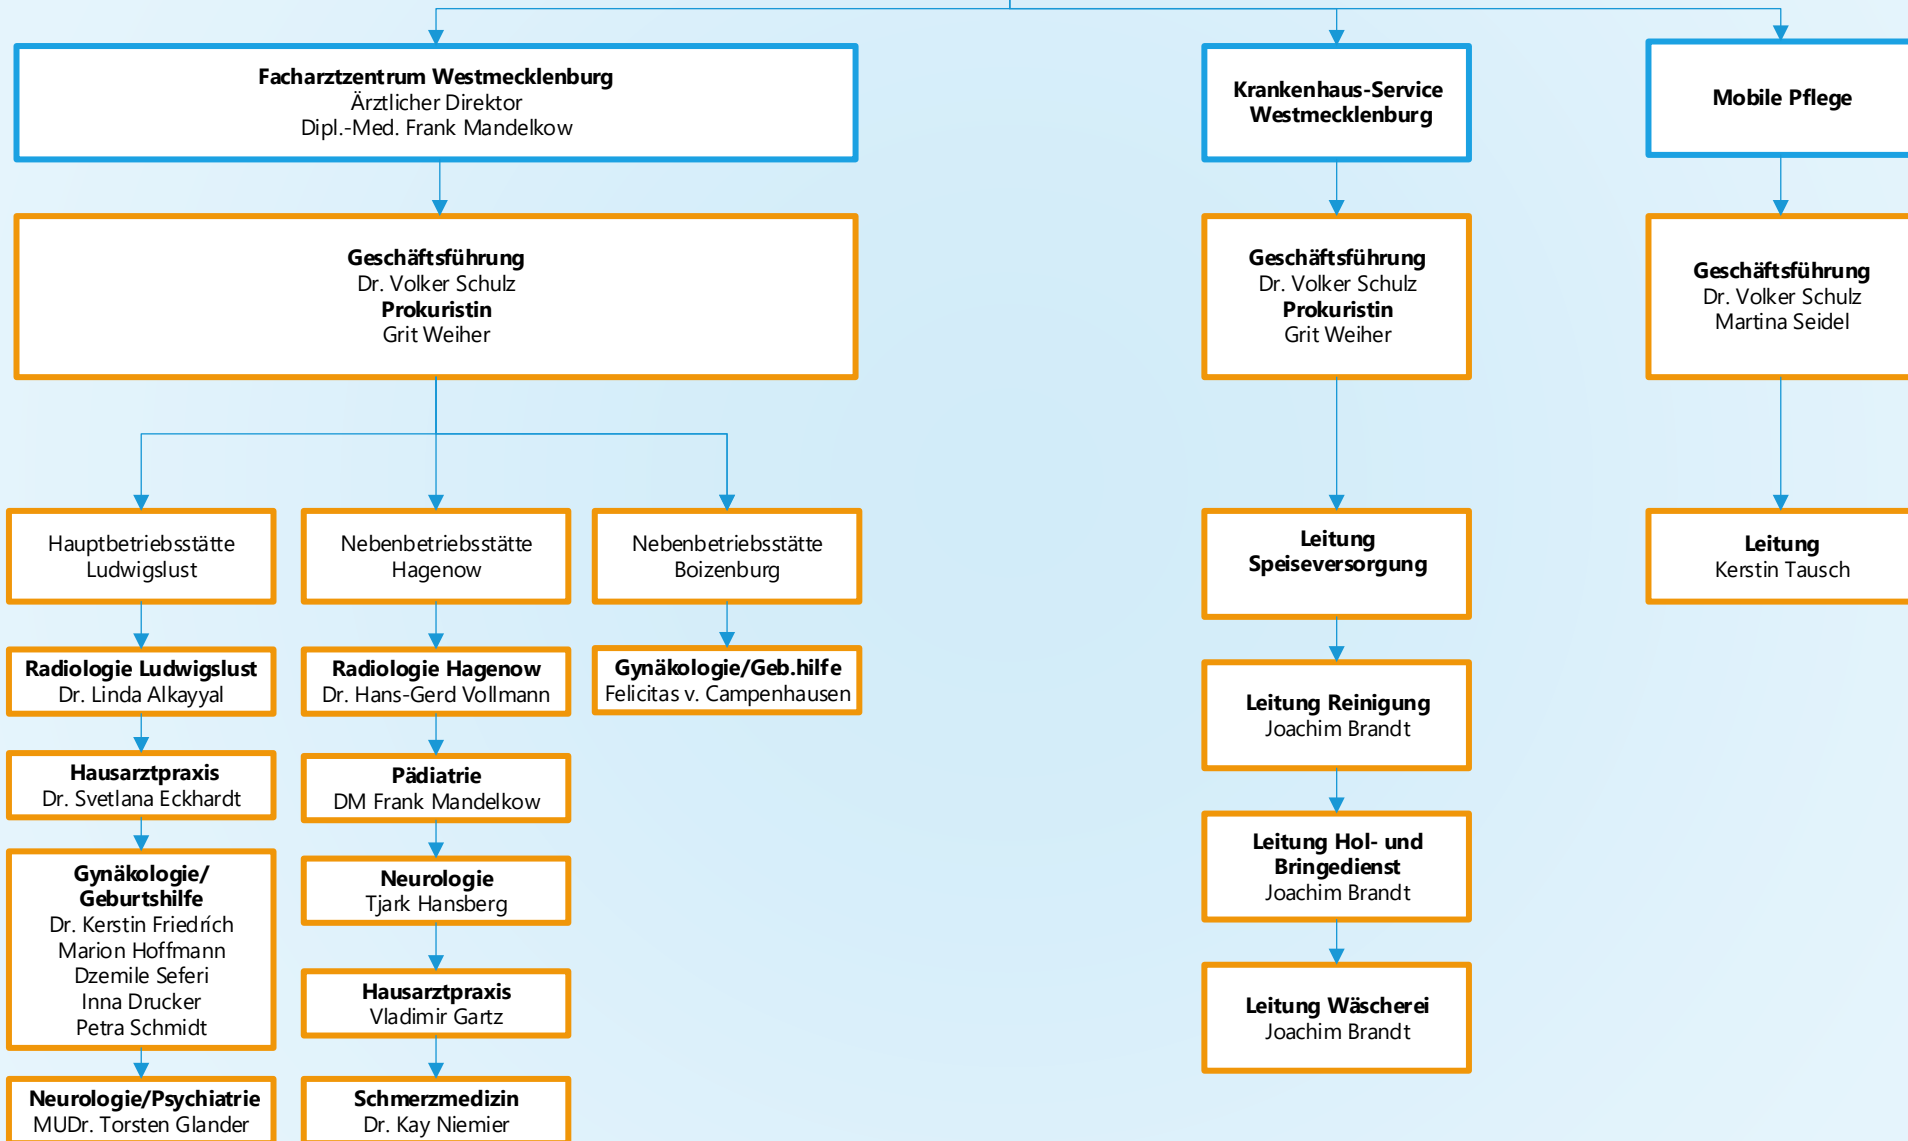 Facharztzentrum Westmecklenburg
Ärztlicher Direktor
Dipl.-Med. Frank Mandelkow
Krankenhaus-Service
Westmecklenburg
Mobile Pflege
Geschäftsführung
Dr. Volker Schulz
Prokuristin
Grit Weiher
Geschäftsführung
Dr. Volker Schulz
Prokuristin
Grit Weiher
Geschäftsführung
Dr. Volker Schulz
Martina Seidel
Hauptbetriebsstätte
Ludwigslust
Nebenbetriebsstätte
Hagenow
Nebenbetriebsstätte
Boizenburg
Leitung
Speiseversorgung
Leitung
Kerstin Tausch
Radiologie Ludwigslust
Dr. Linda Alkayyal
Radiologie Hagenow
Dr. Hans-Gerd Vollmann
Gynäkologie/Geb.hilfe
Felicitas v. Campenhausen
Leitung Reinigung
Joachim Brandt
Hausarztpraxis
Dr. Svetlana Eckhardt
Pädiatrie
DM Frank Mandelkow
Leitung Hol- und
Bringedienst
Joachim Brandt
Gynäkologie/
Geburtshilfe
Dr. Kerstin Friedrich
Marion Hoffmann
Dzemile Seferi
Inna Drucker
Petra Schmidt
Neurologie
Tjark Hansberg
Hausarztpraxis
Vladimir Gartz
Leitung Wäscherei
Joachim Brandt
Neurologie/Psychiatrie
MUDr. Torsten Glander
Schmerzmedizin
Dr. Kay Niemier